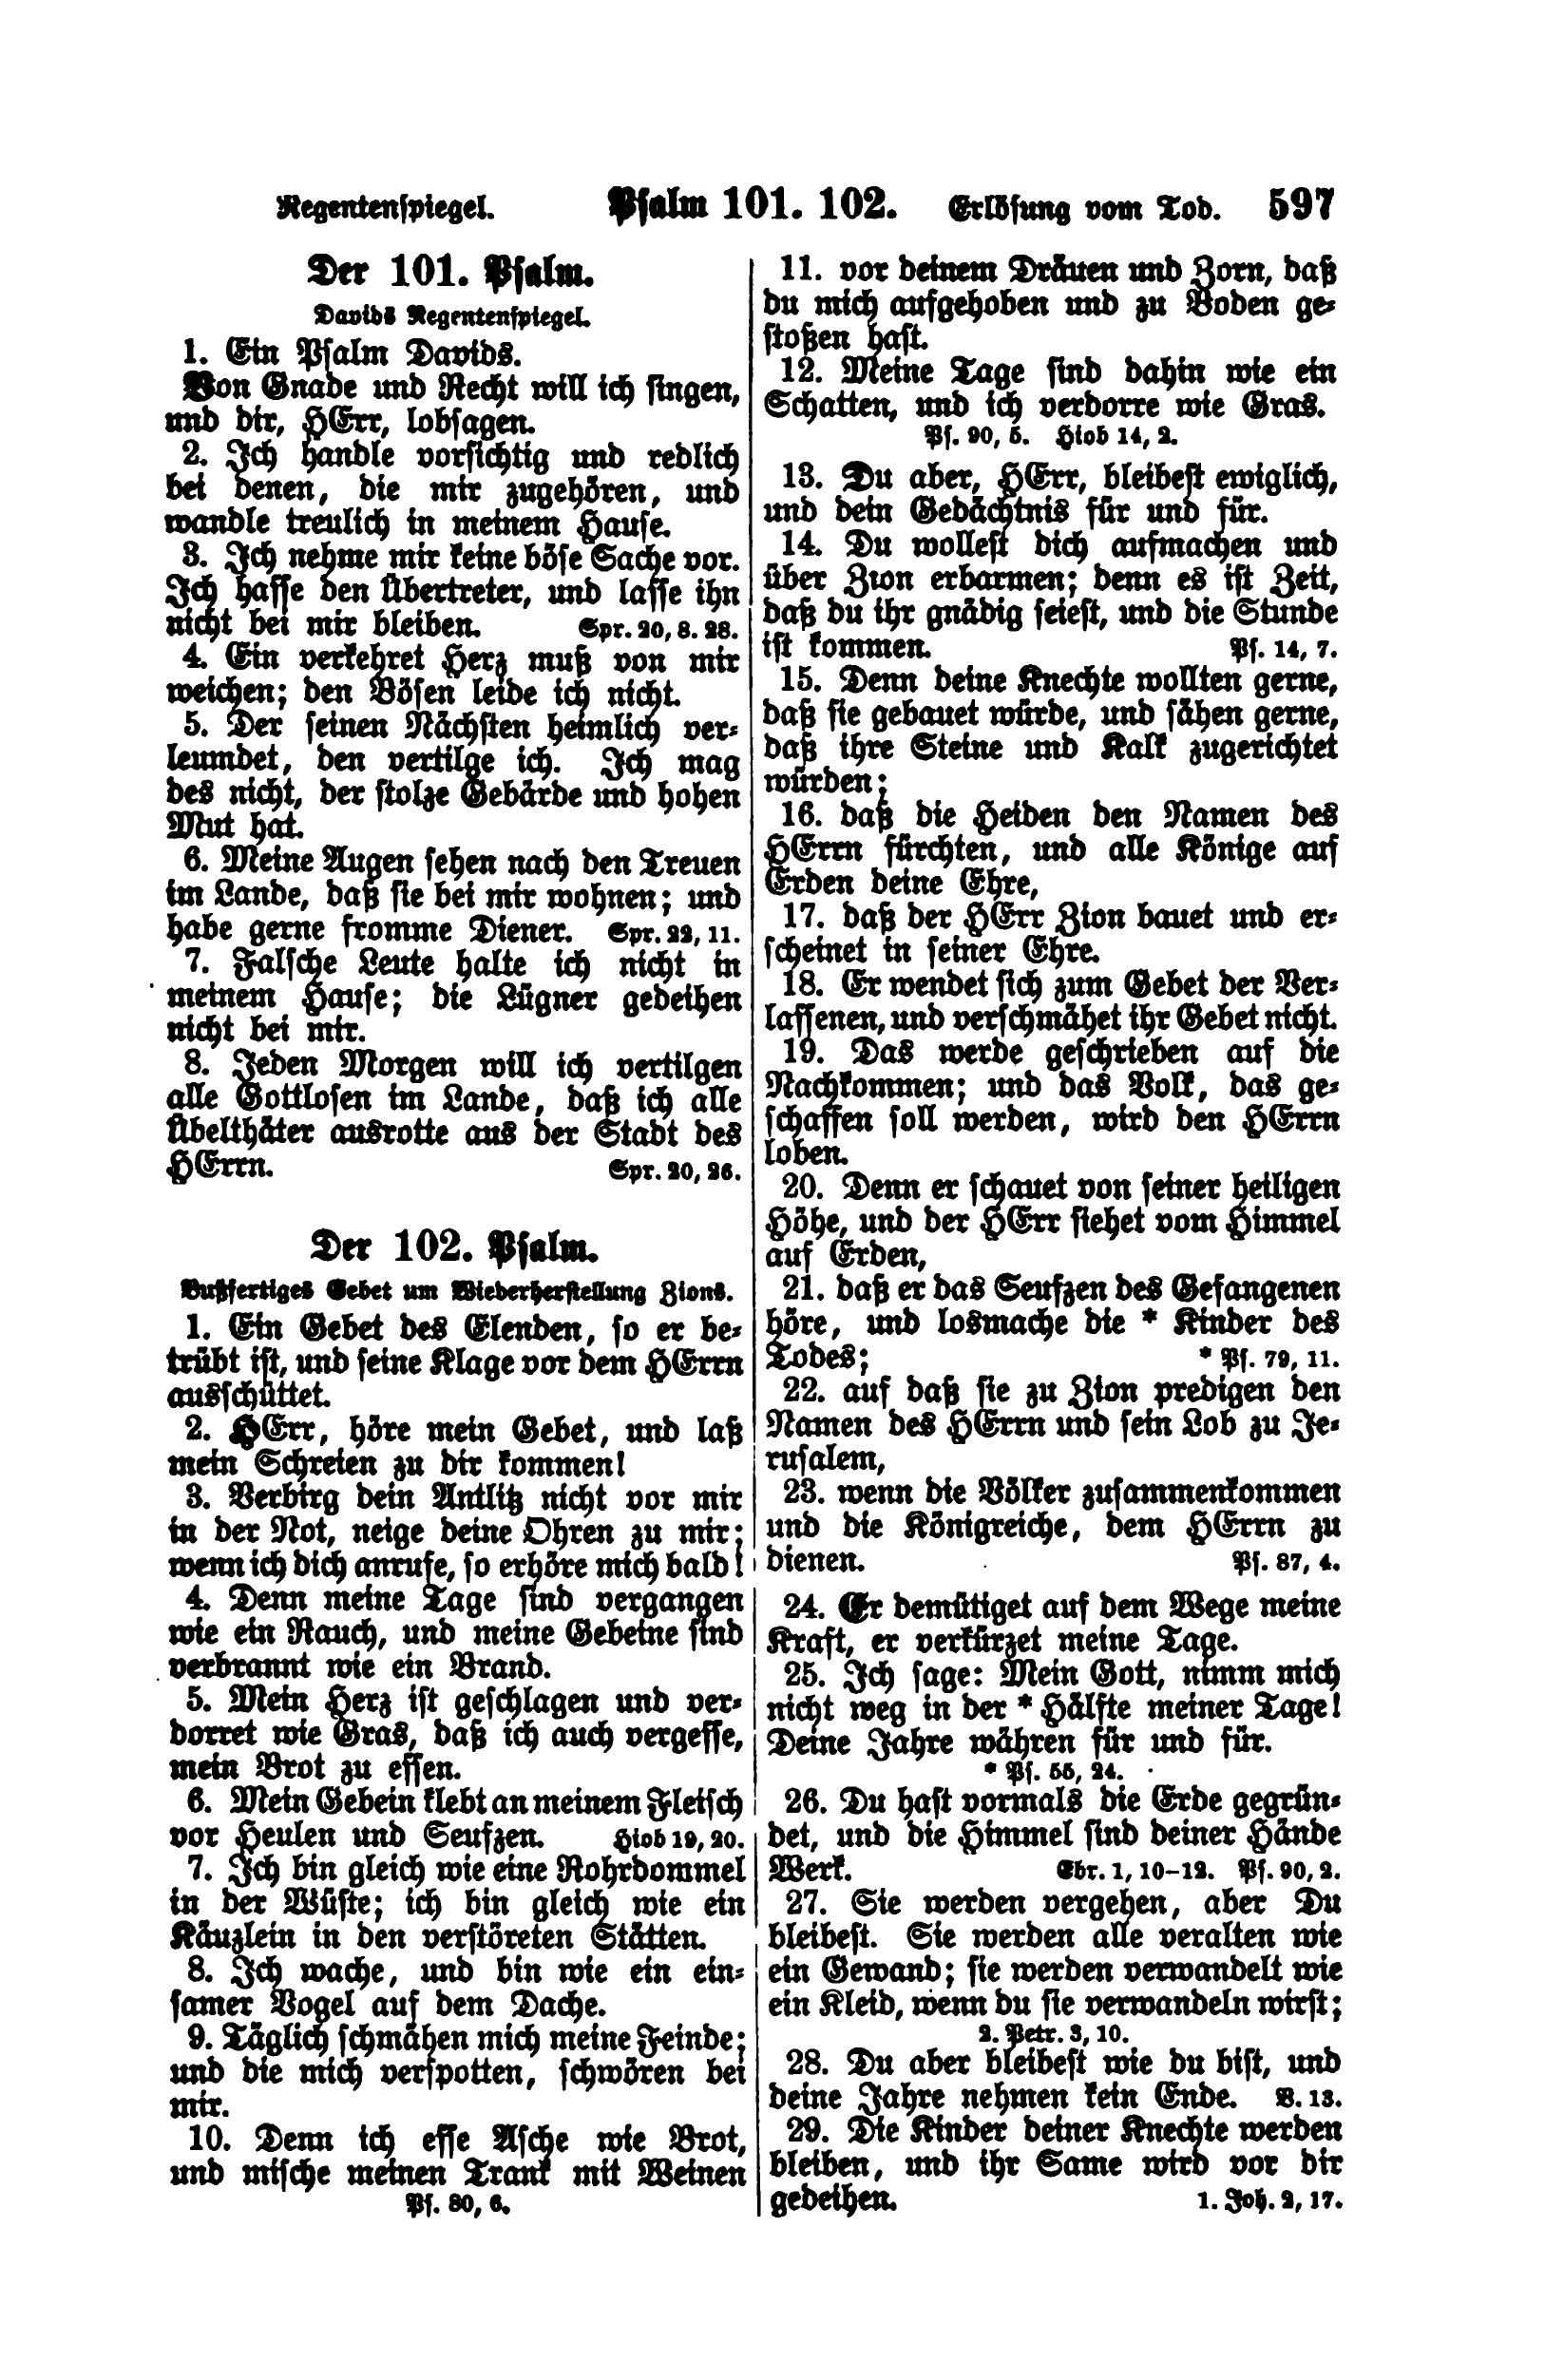 Regentenspiegel. Psalm 101. 102. Erlösung vom Tod. 597
Der 101. Psalm.
Davids Regentenspiegel.
1. Ein Psalm Davids.
Von Gnade und Recht will ich singen,
und dir, HErr, lobsagen.
2. Ich handle vorsichtig und redlich
bei denen, die mir zugehören, und
wandle treulich in meinem Hause.
3. Ich nehme mir keine böse Sache vor.
Ich hasse den Übertreter, und lasse ihn
nicht bei mir bleiben. Spr. 20, 8. 28.
4. Ein verkehret Herz muß von mir
weichen; den Bösen leide ich nicht.
5. Der seinen Nächsten heimlich ver-
leumdet, den vertilge ich. Ich mag
des nicht, der stolze Gebärde und hohen
Mut hat.
6. Meine Augen sehen nach den Treuen
im Lande, daß sie bei mir wohnen; und
habe gerne fromme Diener. Spr. 22, 11.
7. Falsche Leute halte ich nicht in
meinem Hause; die Lügner gedeihen
nicht bei mir.
8. Jeden Morgen will ich vertilgen
alle Gottlosen im Lande, daß ich alle
Übelthäter ausrotte aus der Stadt des
HErrn. Spr. 20, 26.
Der 102. Psalm.
Bußfertiges Gebet um Wiederherstellung Zions.
1. Ein Gebet des Elenden, so er be-
trübt ist, und seine Klage vor dem HErrn
ausschüttet.
2. HErr, höre mein Gebet, und laß
mein Schreien zu dir kommen!
3. Verbirg dein Antlitz nicht vor mir
in der Not, neige deine Ohren zu mir;
wenn ich dich anrufe, so erhöre mich bald!
4. Denn meine Tage sind vergangen
wie ein Rauch, und meine Gebeine sind
verbrannt wie ein Brand.
5. Mein Herz ist geschlagen und ver-
dorret wie Gras, daß ich auch vergesse,
mein Brot zu essen.
6. Mein Gebein klebt an meinem Fleisch
vor Heulen und Seufzen. Hiob 19, 20.
7. Ich bin gleich wie eine Rohrdommel
in der Wüste; ich bin gleich wie ein
Käuzlein in den verstöreten Stätten.
8. Ich wache, und bin wie ein ein-
samer Vogel auf dem Dache.
9. Täglich schmähen mich meine Feinde;
und die mich verspotten, schwören bei
mir.
10. Denn ich esse Asche wie Brot,
und mische meinen Trank mit Weinen
Ps. 80, 6.
11. vor deinem Dräuen und Zorn, daß
du mich aufgehoben und zu Boden ge-
stoßen hast.
12. Meine Tage sind dahin wie ein
Schatten, und ich verdorre wie Gras.
Ps. 90, 5. Hiob 14, 2.
13. Du aber, HErr, bleibest ewiglich,
und dein Gedächtnis für und für.
14. Du wollest dich aufmachen und
über Zion erbarmen; denn es ist Zeit,
daß du ihr gnädig seiest, und die Stunde
ist kommen. Ps. 14, 7.
15. Denn deine Knechte wollten gerne,
daß sie gebauet würde, und sähen gerne,
daß ihre Steine und Kalk zugerichtet
würden;
16. daß die Heiden den Namen des
HErrn fürchten, und alle Könige auf
Erden deine Ehre,
17. daß der HErr Zion bauet und er-
scheinet in seiner Ehre.
18. Er wendet sich zum Gebet der Ver-
lassenen, und verschmähet ihr Gebet nicht.
19. Das werde geschrieben auf die
Nachkommen; und das Volk, das ge-
schaffen soll werden, wird den HErrn
loben.
20. Denn er schauet von seiner heiligen
Höhe, und der HErr siehet vom Himmel
auf Erden,
21. daß er das Seufzen des Gefangenen
höre, und losmache die * Kinder des
Todes; * Ps. 79, 11.
22. auf daß sie zu Zion predigen den
Namen des HErrn und sein Lob zu Je-
rusalem,
23. wenn die Völker zusammenkommen
und die Königreiche, dem HErrn zu
dienen. Ps. 87, 4.
24. Er demütiget auf dem Wege meine
Kraft, er verkürzet meine Tage.
25. Ich sage: Mein Gott, nimm mich
nicht weg in der * Hälfte meiner Tage!
Deine Jahre währen für und für.
* Ps. 55, 24.
26. Du hast vormals die Erde gegrün-
det, und die Himmel sind deiner Hände
Werk. Ebr. 1, 10–12. Ps. 90, 2.
27. Sie werden vergehen, aber Du
bleibest. Sie werden alle veralten wie
ein Gewand; sie werden verwandelt wie
ein Kleid, wenn du sie verwandeln wirst;
2. Petr. 3, 10.
28. Du aber bleibest wie du bist, und
deine Jahre nehmen kein Ende. V. 13.
29. Die Kinder deiner Knechte werden
bleiben, und ihr Same wird vor dir
gedeihen. 1. Joh. 2, 17.